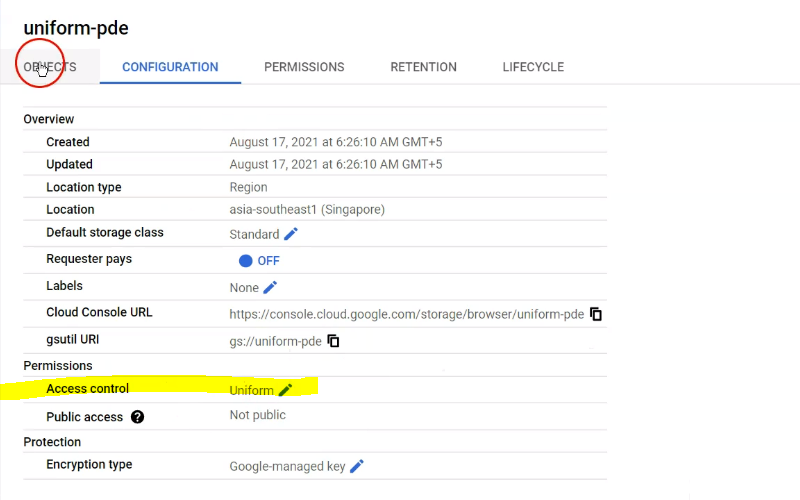 uniform-pde
OBJECTS CONFIGURATION PERMISSIONS RETENTION LIFECYCLE
Overview
Created August 17, 2021 at 6:26:10 AM GMT+5
Updated August 17, 2021 at 6:26:10 AM GMT+5
Location type Region
Location asia-southeast1 (Singapore)
Default storage class Standard
Requester pays OFF
Labels None
Cloud Console URL https://console.cloud.google.com/storage/browser/uniform-pde
gsutil URI gs://uniform-pde
Permissions
Access control Uniform
Public access ? Not public
Protection
Encryption type Google-managed key